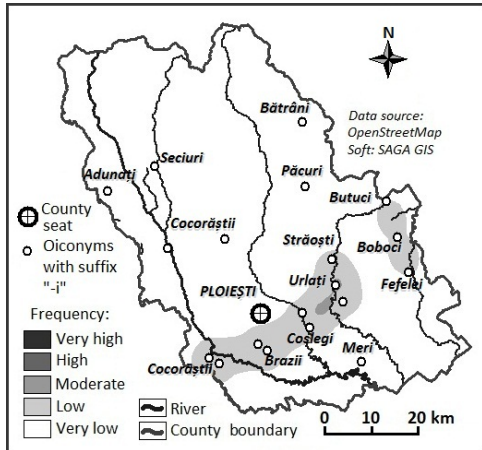 N
Bătrâni
Data source:
OpenStreetMap
Soft: SAGA GIS
Adunați
Seciuri
Păcuri
Butuci
County
seat
Oiconyms
with suffix
"-i"
Cocorăștii
Străoști
Boboci
Urlați
Fefelei
PLOIEȘTI
Frequency:
Very high
High
Moderate
Low
Very low
Coșlegi
Meri
Brazii
Cocorăștii
River
County boundary
0 10 20 km